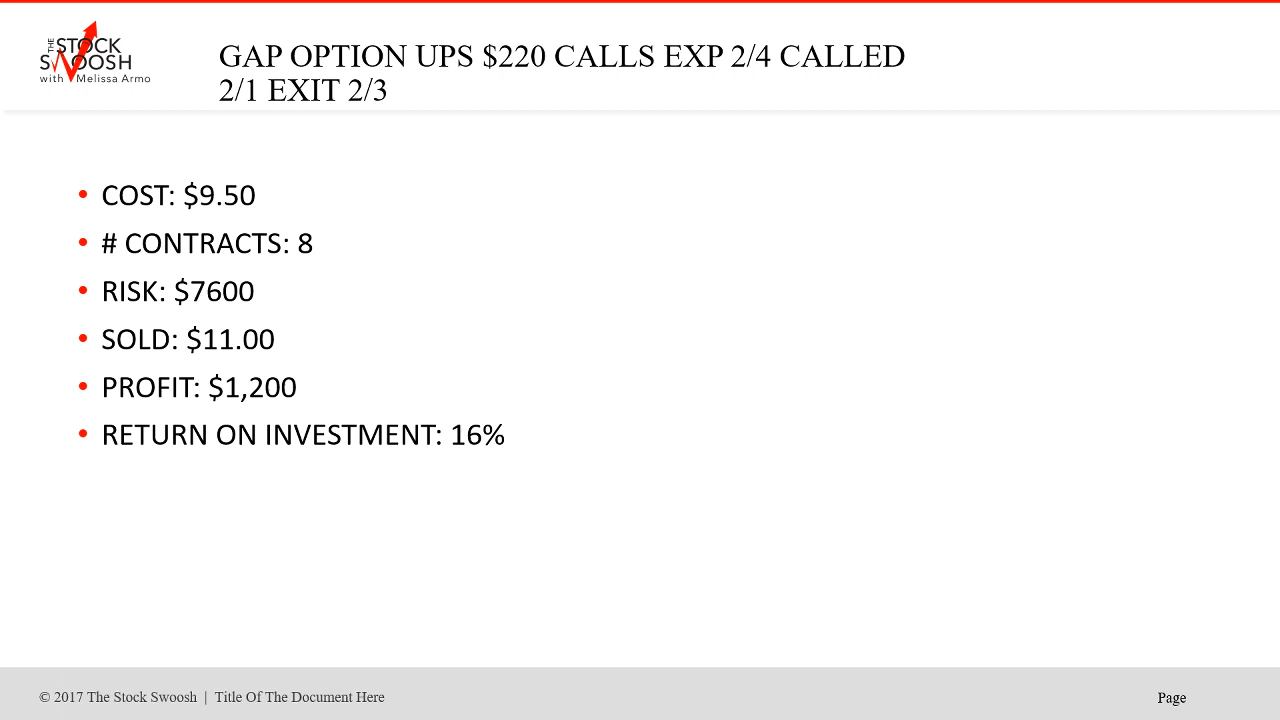 THE
STOCK
SWOOSH
with Melissa Armo
GAP OPTION UPS $220 CALLS EXP 2/4 CALLED
2/1 EXIT 2/3
• COST: $9.50
• # CONTRACTS: 8
• RISK: $7600
• SOLD: $11.00
• PROFIT: $1,200
• RETURN ON INVESTMENT: 16%
© 2017 The Stock Swoosh | Title Of The Document Here
Page